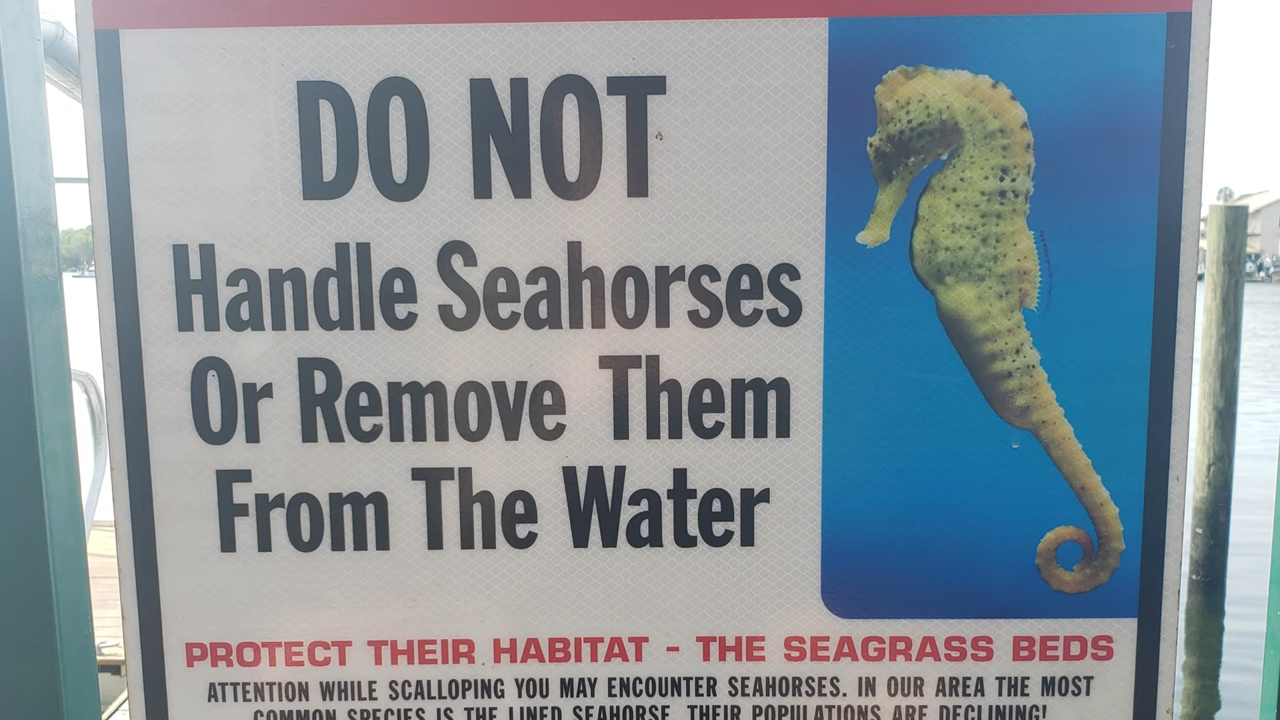 DO NOT
Handle Seahorses
Or Remove Them
From The Water
PROTECT THEIR HABITAT - THE SEAGRASS BEDS
ATTENTION WHILE SCALLOPING YOU MAY ENCOUNTER SEAHORSES. IN OUR AREA THE MOST
COMMON SPECIES IS THE LINED SEAHORSE. THEIR POPULATIONS ARE DECLINING!